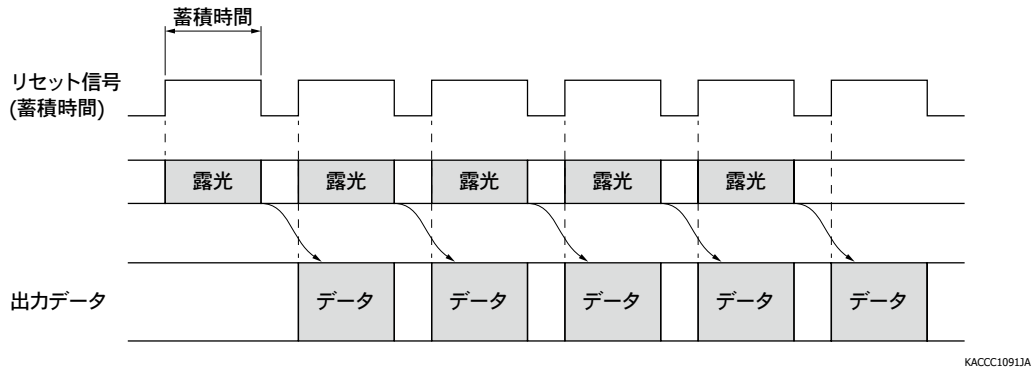 蓄積時間
リセット信号
(蓄積時間)
露光 露光 露光 露光 露光
出力データ データ データ データ データ データ
KACCC1091JA